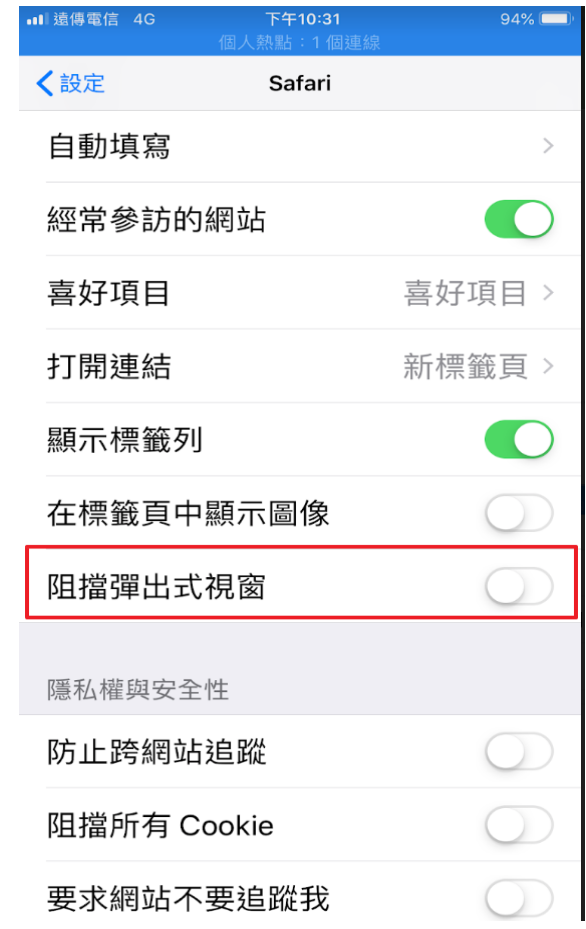 遠傳電信 4G 下午10:31 94%
個人熱點：1 個連線
設定 Safari
自動填寫
經常參訪的網站
喜好項目 喜好項目
打開連結 新標籤頁
顯示標籤列
在標籤頁中顯示圖像
阻擋彈出式視窗
隱私權與安全性
防止跨網站追蹤
阻擋所有 Cookie
要求網站不要追蹤我